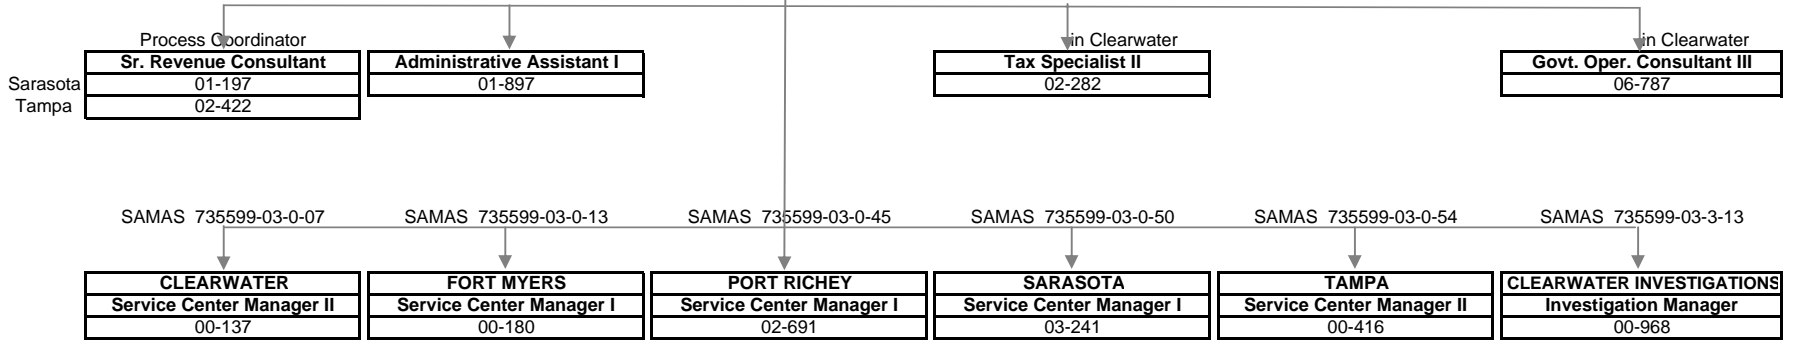 Process Coordinator in Clearwater in Clearwater
Sr. Revenue Consultant Administrative Assistant I Tax Specialist II Govt. Oper. Consultant III
Sarasota 01-197 01-897 02-282 06-787
Tampa 02-422
SAMAS 735599-03-0-07 SAMAS 735599-03-0-13 SAMAS 735599-03-0-45 SAMAS 735599-03-0-50 SAMAS 735599-03-0-54 SAMAS 735599-03-3-13
CLEARWATER FORT MYERS PORT RICHEY SARASOTA TAMPA CLEARWATER INVESTIGATIONS
Service Center Manager II Service Center Manager I Service Center Manager I Service Center Manager I Service Center Manager II Investigation Manager
00-137 00-180 02-691 03-241 00-416 00-968